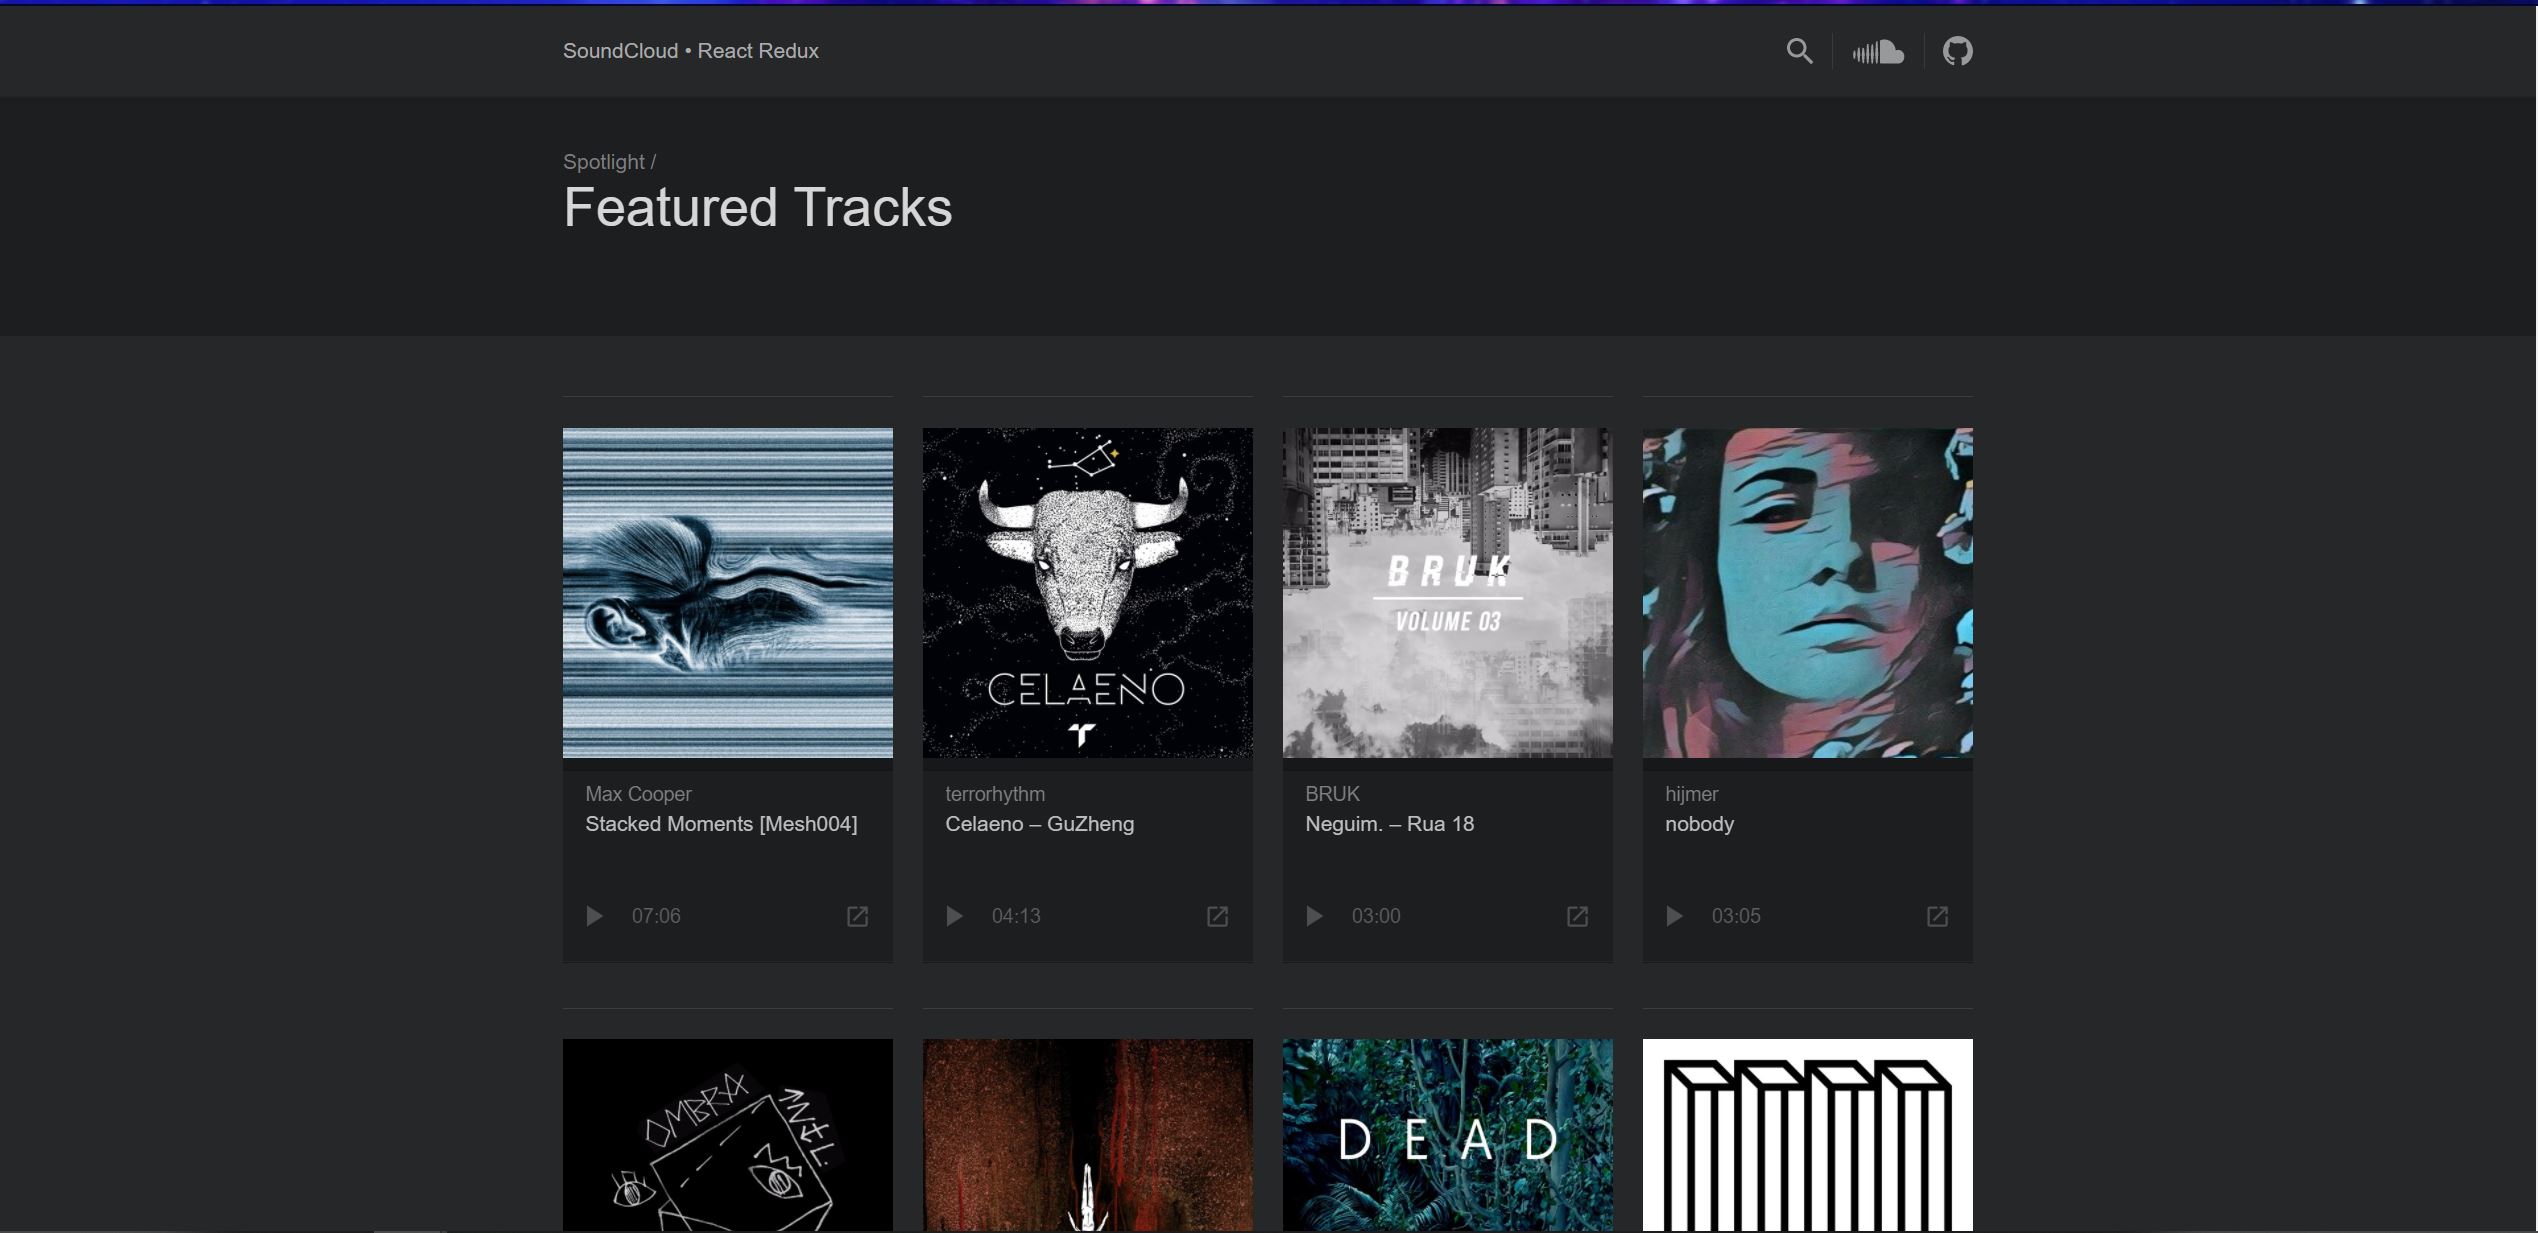 SoundCloud • React Redux
Spotlight /
Featured Tracks
CELAENO
BRUK
VOLUME 03
Max Cooper
Stacked Moments [Mesh004]
07:06
terrorhythm
Celaeno – GuZheng
04:13
BRUK
Neguim. – Rua 18
03:00
hijmer
nobody
03:05
OMBRA
DEAD